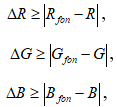 ΔR ≥ |R_fon − R|,
ΔG ≥ |G_fon − G|,
ΔB ≥ |B_fon − B|,